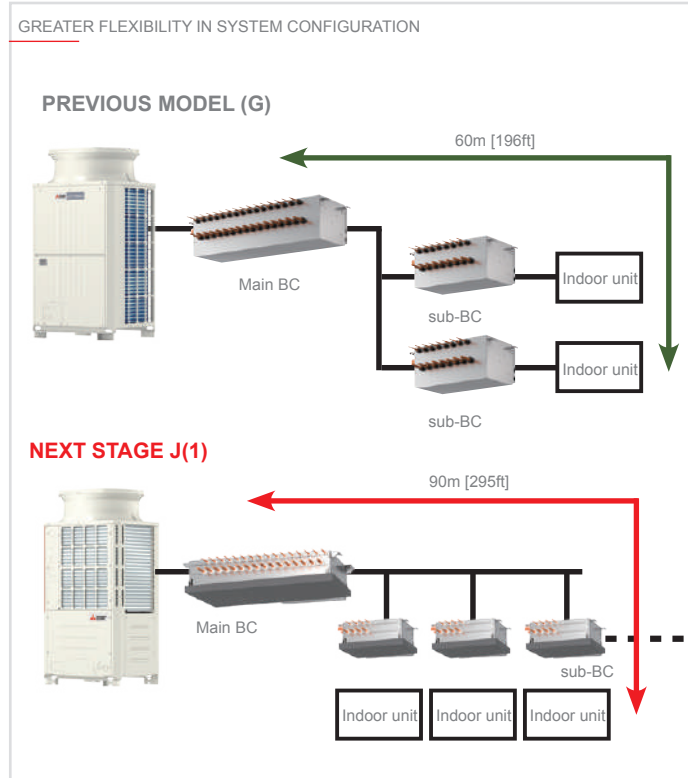 GREATER FLEXIBILITY IN SYSTEM CONFIGURATION
PREVIOUS MODEL (G)
60m [196ft]
Main BC
sub-BC
Indoor unit
sub-BC
Indoor unit
NEXT STAGE J(1)
90m [295ft]
Main BC
sub-BC
Indoor unit
Indoor unit
Indoor unit